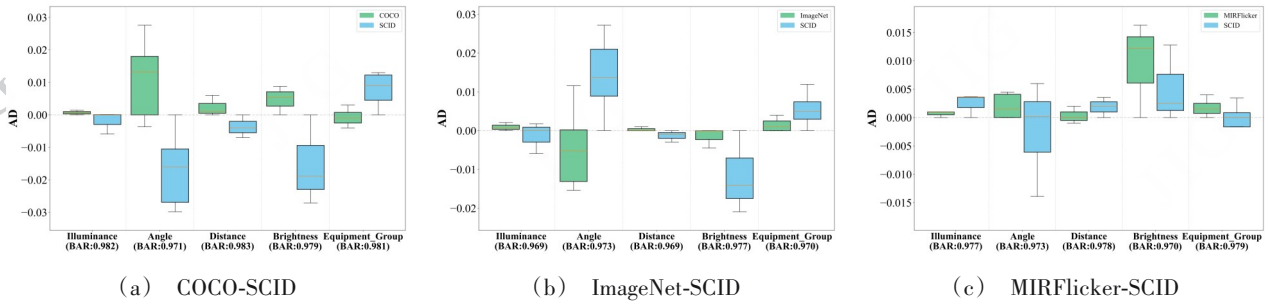 0.03
0.02
0.01
0.00
−0.01
−0.02
−0.03
AD
COCO
SCID
Illuminance
(BAR:0.982)
Angle
(BAR:0.971)
Distance
(BAR:0.983)
Brightness
(BAR:0.979)
Equipment_Group
(BAR:0.981)
(a) COCO-SCID
0.03
0.02
0.01
0.00
−0.01
−0.02
AD
ImageNet
SCID
Illuminance
(BAR:0.969)
Angle
(BAR:0.973)
Distance
(BAR:0.969)
Brightness
(BAR:0.977)
Equipment_Group
(BAR:0.970)
(b) ImageNet-SCID
0.015
0.010
0.005
0.000
−0.005
−0.010
−0.015
AD
MIRFlicker
SCID
Illuminance
(BAR:0.977)
Angle
(BAR:0.973)
Distance
(BAR:0.978)
Brightness
(BAR:0.970)
Equipment_Group
(BAR:0.979)
(c) MIRFlicker-SCID